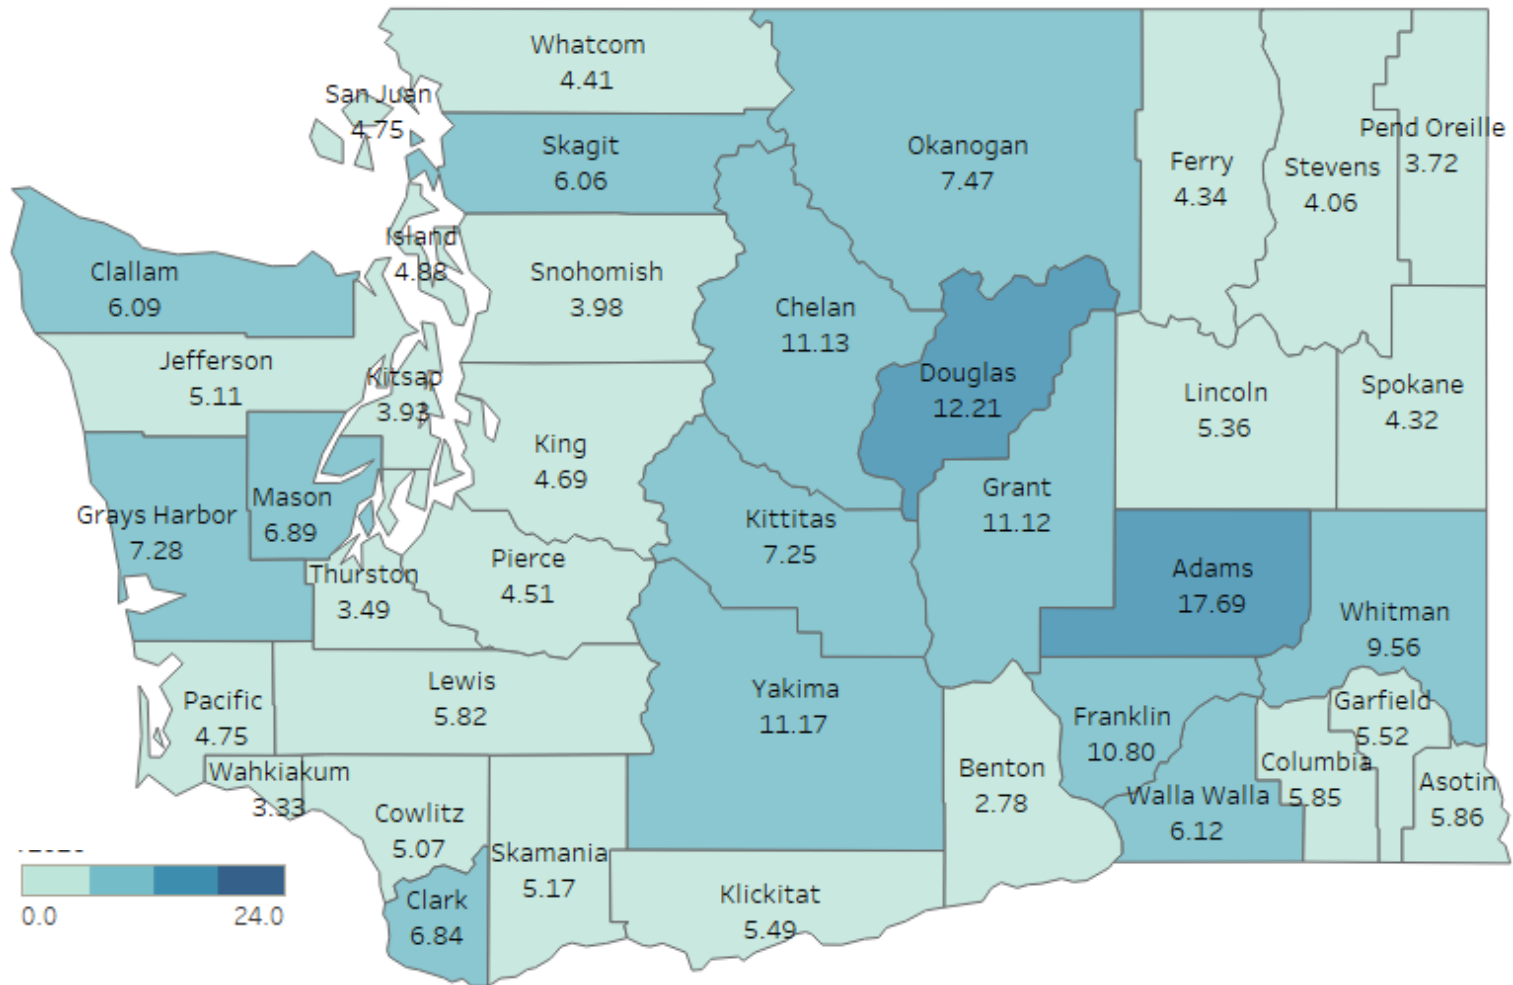 Whatcom
4.41
San Juan
4.75
Skagit
6.06
Okanogan
7.47
Ferry
4.34
Stevens
4.06
Pend Oreille
3.72
Island
4.88
Clallam
6.09
Snohomish
3.98
Chelan
11.13
Jefferson
5.11
Kitsap
3.93
Douglas
12.21
Lincoln
5.36
Spokane
4.32
King
4.69
Grant
11.12
Mason
6.89
Grays Harbor
7.28
Kittitas
7.25
Adams
17.69
Thurston
3.49
Pierce
4.51
Whitman
9.56
Lewis
5.82
Pacific
4.75
Yakima
11.17
Franklin
10.80
Garfield
5.52
Wahkiakum
3.33
Benton
2.78
Columbia
5.85
Walla Walla
6.12
Asotin
5.86
Cowlitz
5.07
Skamania
5.17
Clark
6.84
Klickitat
5.49
0.0 24.0